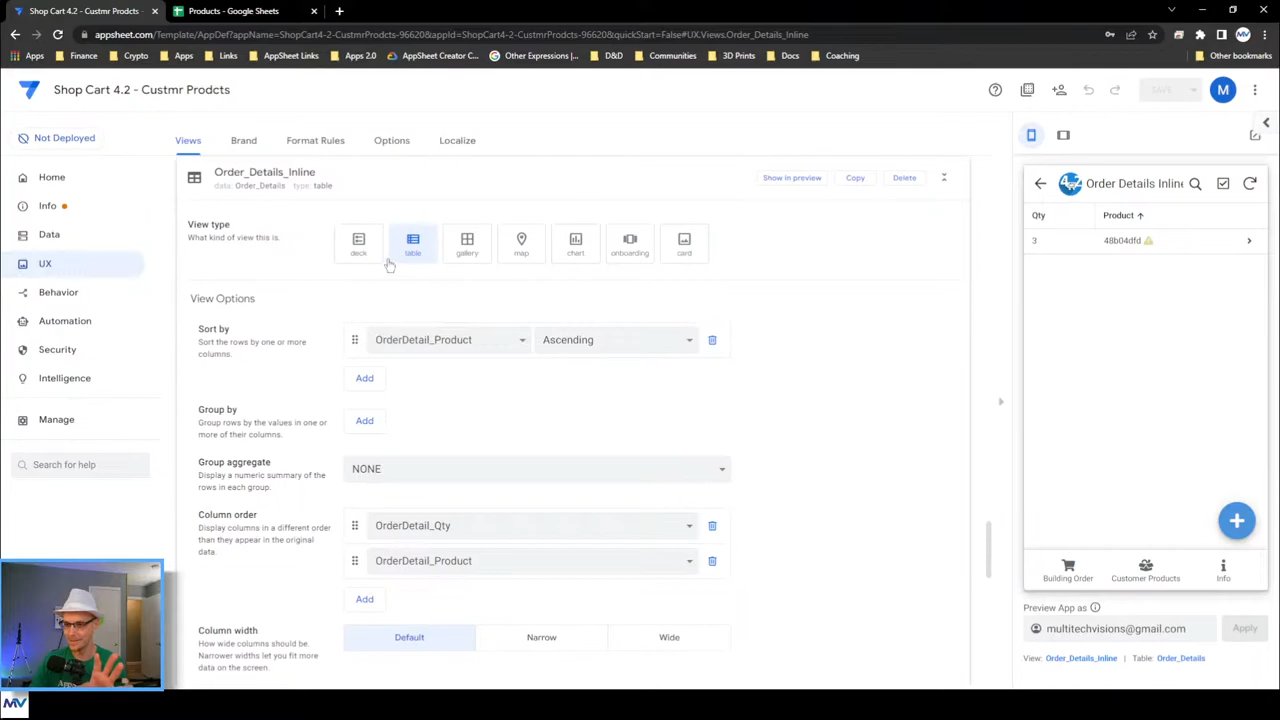 Shop Cart 4.2 - Custmr Prodcts -
Products - Google Sheets
appsheet.com/Template/AppDef?appName=ShopCart4-2-CustmrProdcts-96620&appId=ShopCart4-2-CustmrProdcts-96620&quickStart=False#UX.Views.Order_Details_Inline
Apps
Finance
Crypto
Apps
Links
AppSheet Links
Apps 2.0
AppSheet Creator C...
Other Expressions |...
D&D
Communities
3D Prints
Docs
Coaching
Other bookmarks
Shop Cart 4.2 - Custmr Prodcts
SAVE
M
Not Deployed
Home
Info
Data
UX
Behavior
Automation
Security
Intelligence
Manage
Search for help
Views
Brand
Format Rules
Options
Localize
Order_Details_Inline
data: Order_Details type: table
Show in preview
Copy
Delete
View type
What kind of view this is.
deck
table
gallery
map
chart
onboarding
card
View Options
Sort by
Sort the rows by one or more
columns.
OrderDetail_Product
Ascending
Add
Group by
Group rows by the values in one or
more of their columns.
Add
Group aggregate
Display a numeric summary of the
rows in each group.
NONE
Column order
Display columns in a different order
than they appear in the original
data.
OrderDetail_Qty
OrderDetail_Product
Add
Column width
How wide columns should be.
Narrower widths let you fit more
data on the screen.
Default
Narrow
Wide
Order Details Inline
Qty
Product
3
48b04dfd
Building Order
Customer Products
Info
Preview App as
multitechvisions@gmail.com
Apply
View: Order_Details_Inline | Table: Order_Details
MV